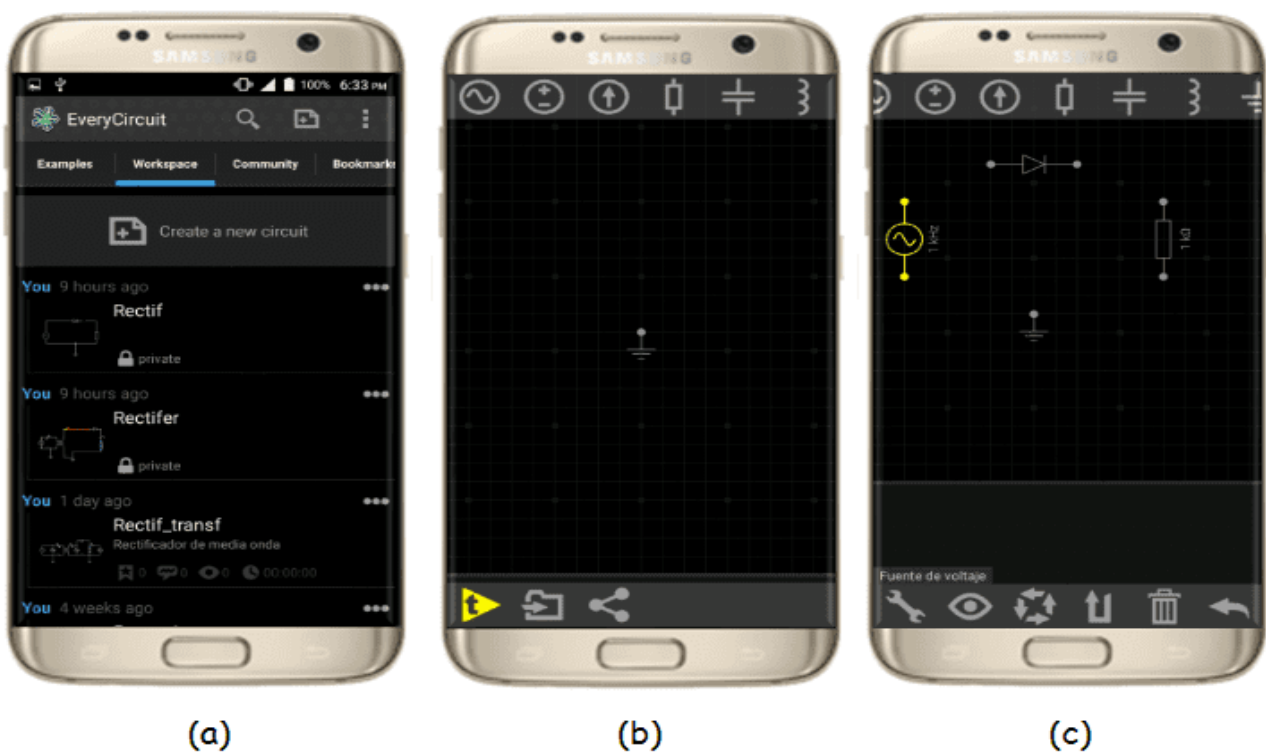 SAMSUNG
100% 6:33 PM
EveryCircuit
Examples Workspace Community Bookmarks
Create a new circuit
You 9 hours ago
Rectif
private
You 9 hours ago
Rectifer
private
You 1 day ago
Rectif_transf
Rectificador de media onda
0 0 0 00:00:00
You 4 weeks ago
(a)
SAMSUNG
t
(b)
SAMSUNG
1 kHz
1 kΩ
Fuente de voltaje
(c)